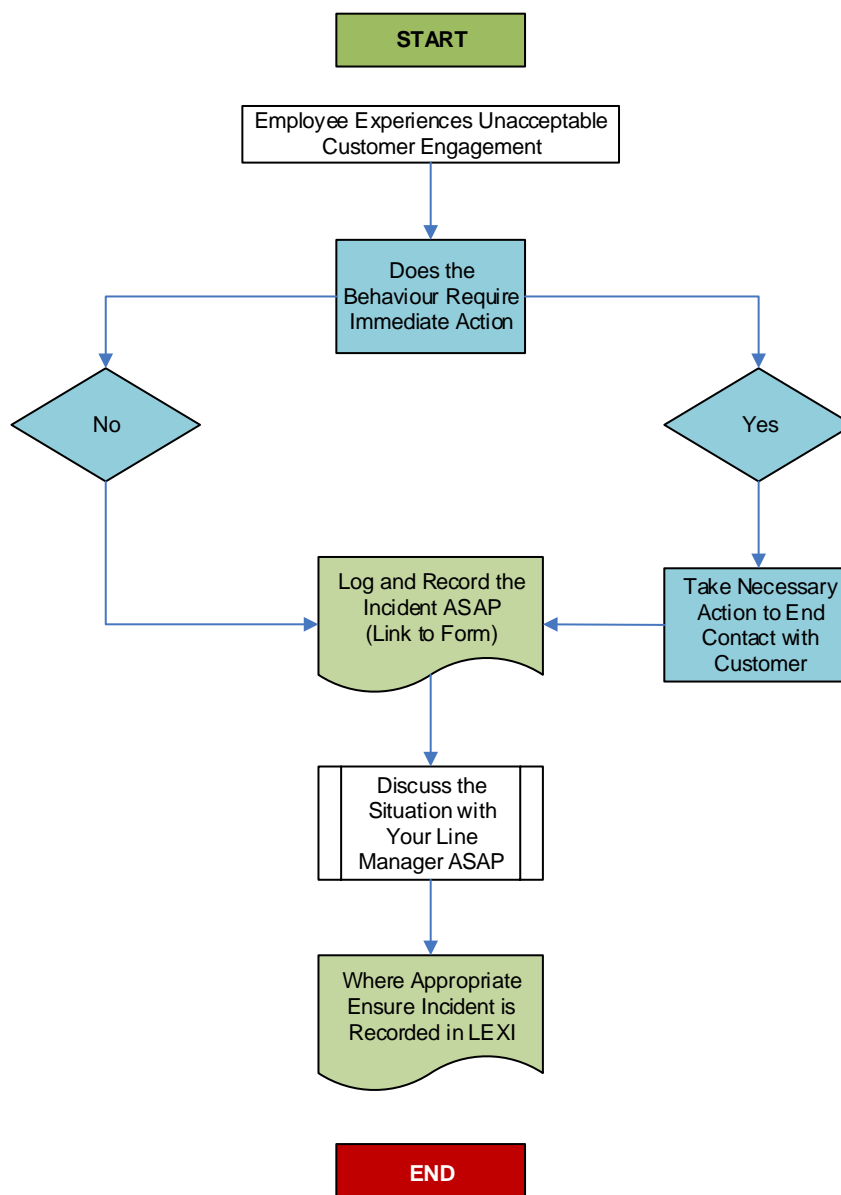 START
Employee Experiences Unacceptable
Customer Engagement
Does the
Behaviour Require
Immediate Action
No
Yes
Log and Record the
Incident ASAP
(Link to Form)
Take Necessary
Action to End
Contact with
Customer
Discuss the
Situation with
Your Line
Manager ASAP
Where Appropriate
Ensure Incident is
Recorded in LEXI
END